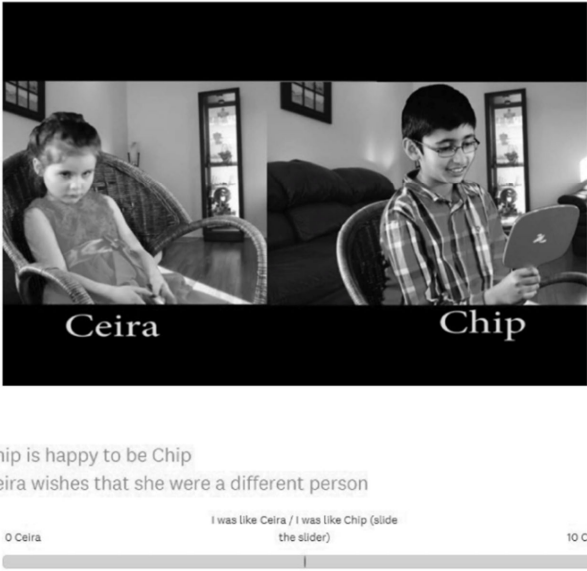 Ceira
Chip
hip is happy to be Chip
eira wishes that she were a different person
I was like Ceira / I was like Chip (slide
the slider)
0 Ceira
10 C